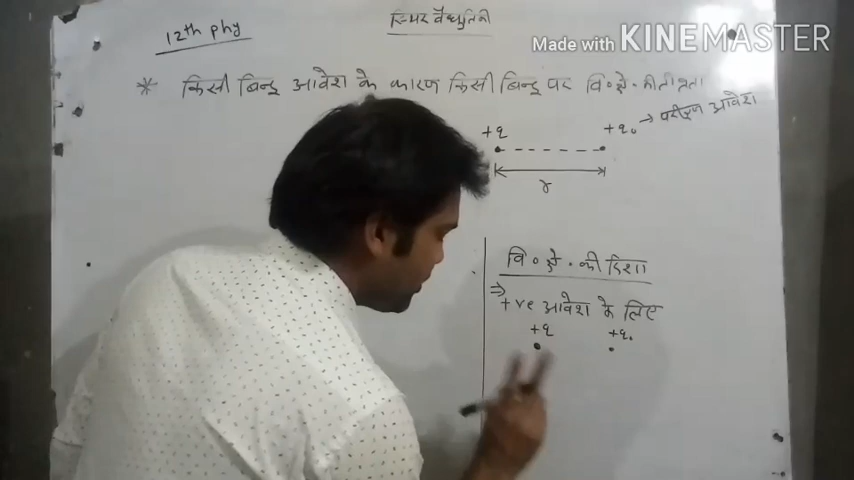 12th phy
स्थिर वैद्युतिकी
Made with KINEMASTER
* किसी बिन्दु आवेश के कारण किसी बिन्दु पर वि॰ क्षे॰ की तीव्रता
+q +q₀ → परीक्षण आवेश
r
वि॰ क्षे॰ की दिशा
⇒
+ve आवेश के लिए
+q +q₀